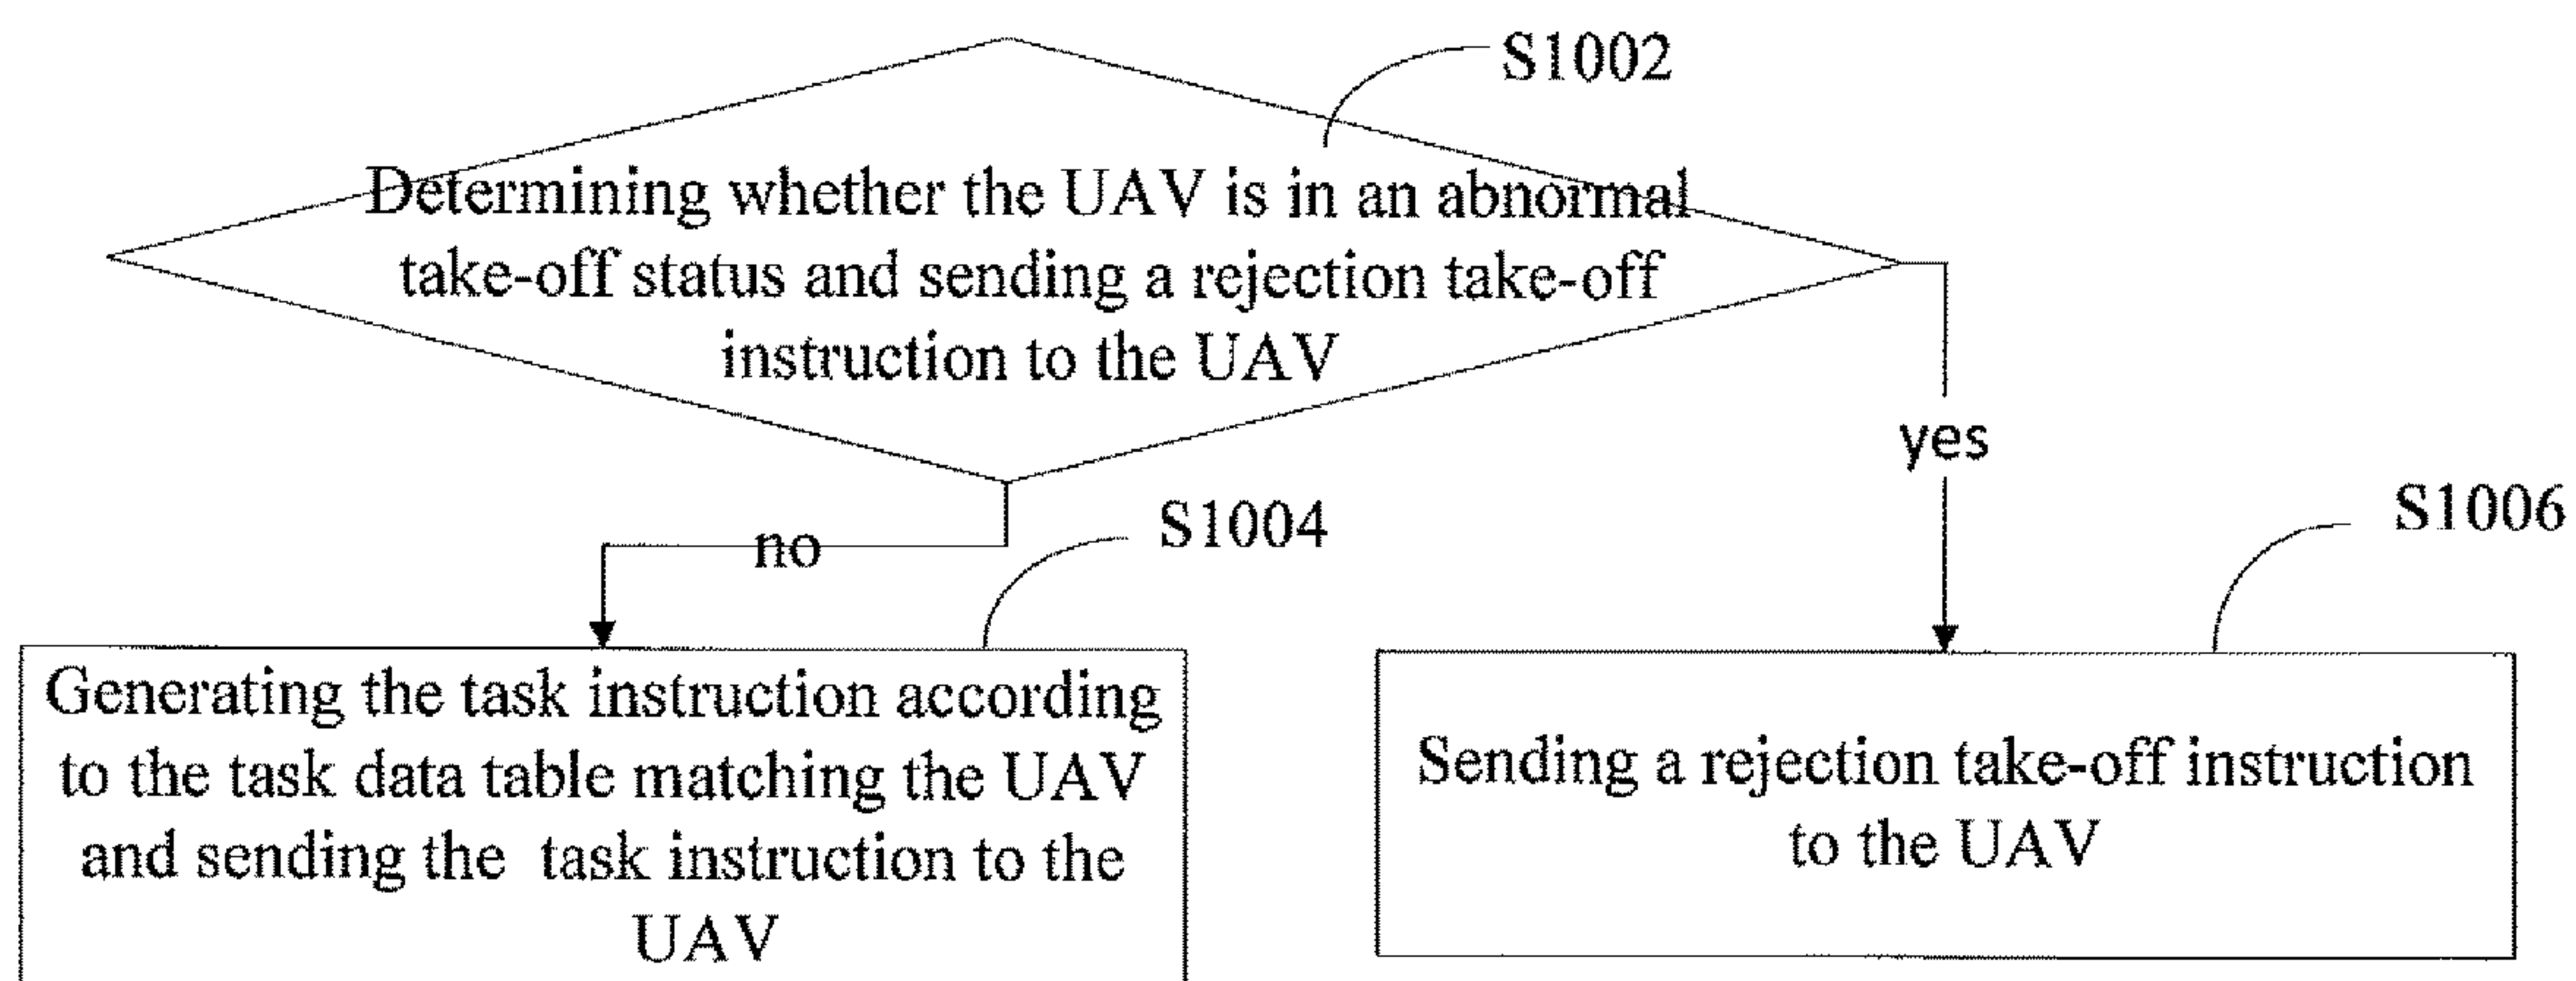 S1002
Determining whether the UAV is in an abnormal
take-off status and sending a rejection take-off
instruction to the UAV
yes
no
S1004
S1006
Generating the task instruction according
to the task data table matching the UAV
and sending the task instruction to the
UAV
Sending a rejection take-off instruction
to the UAV